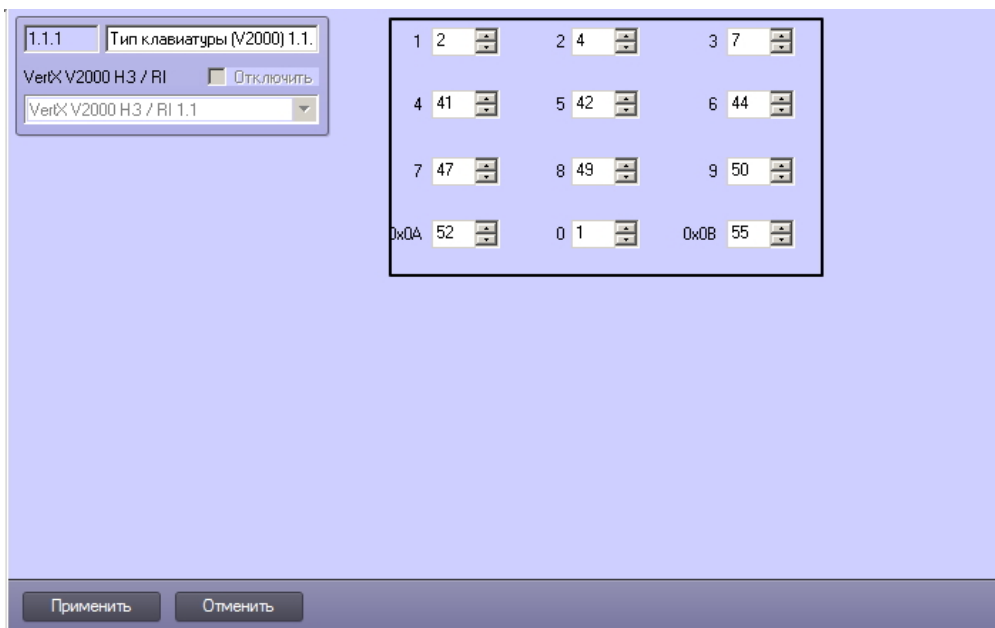 1.1.1 Тип клавиатуры (V2000) 1.1.
VertX V2000 НЗ / RI Отключить
VertX V2000 НЗ / RI 1.1
1 2 2 4 3 7
4 41 5 42 6 44
7 47 8 49 9 50
0x0A 52 0 1 0x0B 55
Применить Отменить